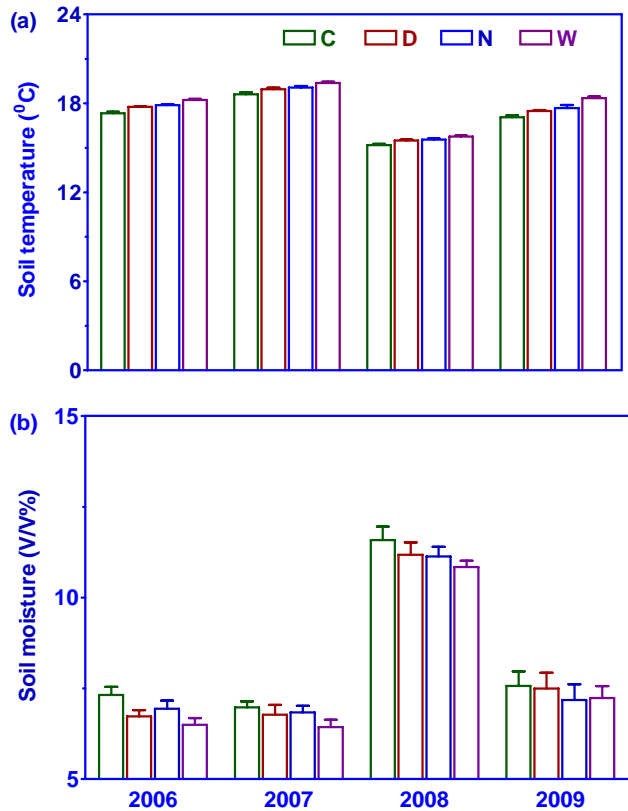 (a)
24
18
12
6
0
Soil temperature (⁰C)
C D N W
(b)
15
10
5
Soil moisture (V/V%)
2006 2007 2008 2009